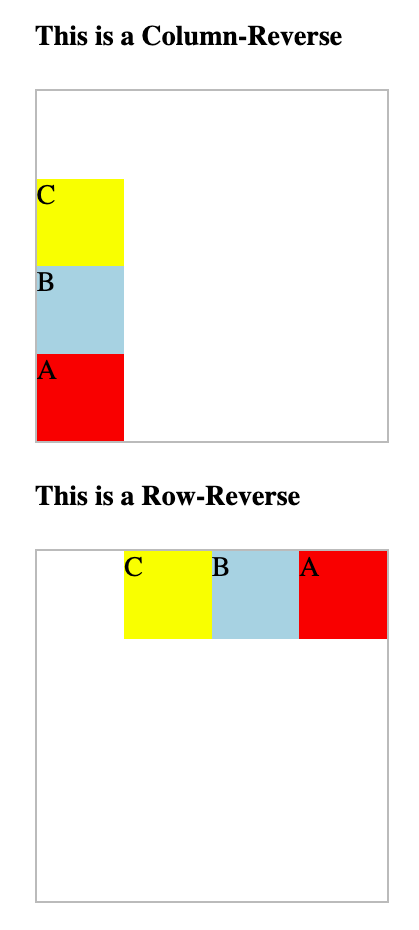 This is a Column-Reverse
C
B
A
This is a Row-Reverse
C B A